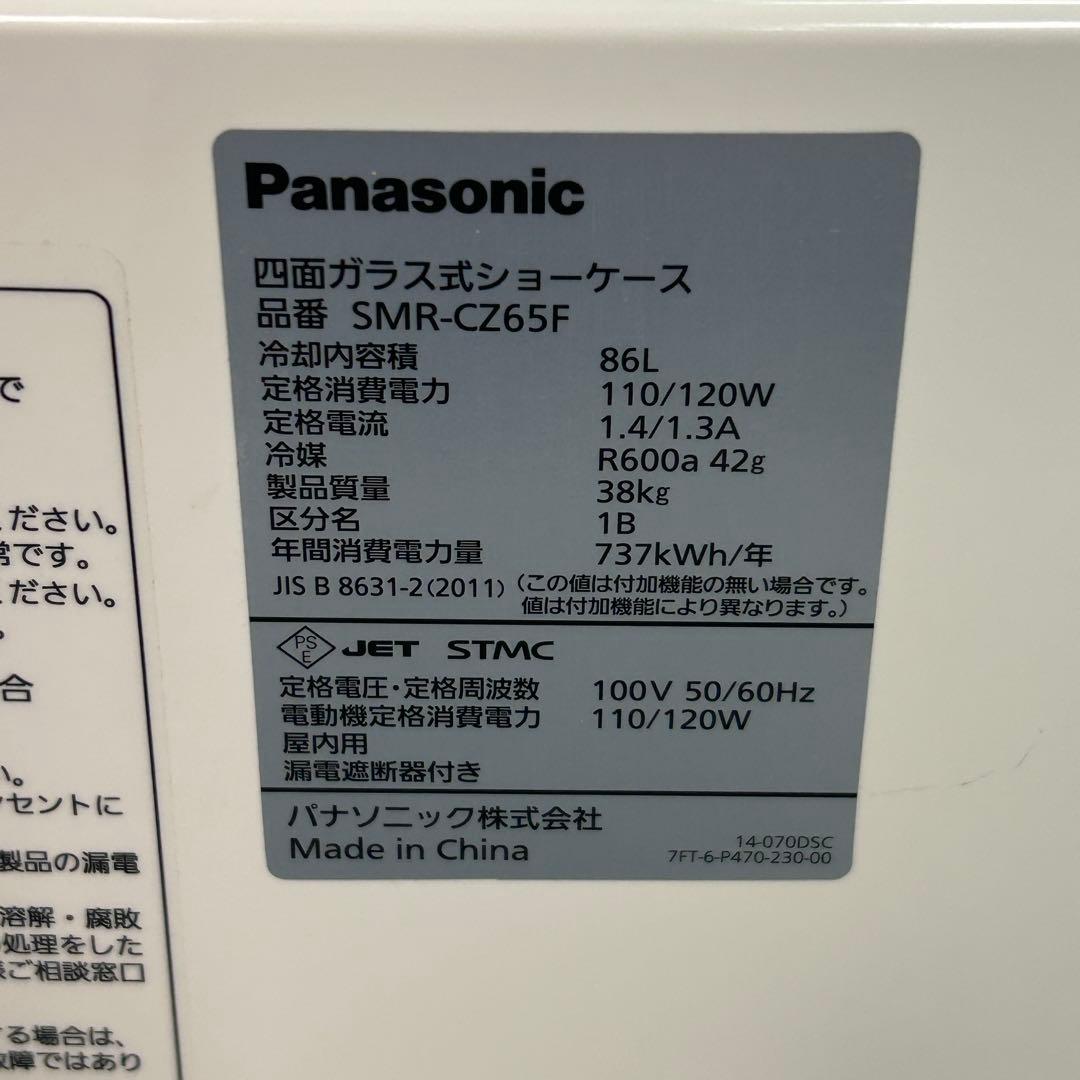 Panasonic
四面ガラス式ショーケース
品番 SMR-CZ65F
冷却内容積 86L
定格消費電力 110/120W
定格電流 1.4/1.3A
冷媒 R600a 42g
製品質量 38kg
区分名 1B
年間消費電力量 737kWh/年
JIS B 8631-2(2011)(この値は付加機能の無い場合です。
値は付加機能により異なります。)
PS E JET STMC
定格電圧・定格周波数 100V 50/60Hz
電動機定格消費電力 110/120W
屋内用
漏電遮断器付き
パナソニック株式会社
Made in China
14-070DSC
7FT-6-P470-230-00
で
ください。
常です。
ください。
。
合
い。
ンセントに
製品の漏電
溶解・腐敗
処理をした
様ご相談窓口
する場合は、
故障ではあり